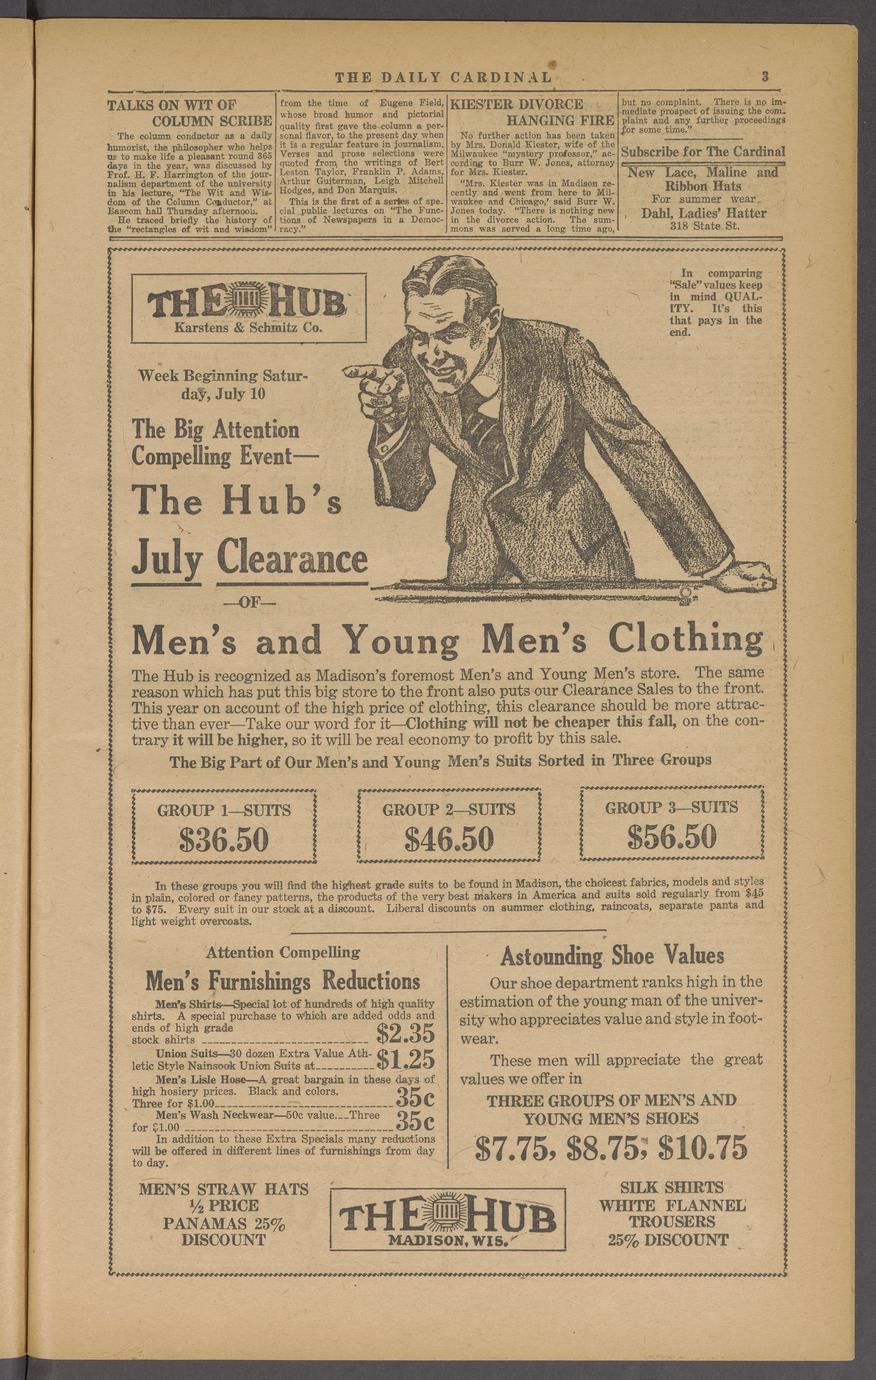 THE DAILY CARDINAL
3
TALKS ON WIT OF
COLUMN SCRIBE
The column conductor as a daily
humorist, the philosopher who helps
us to make life a pleasant round 365
days in the year, was discussed by
Prof. H. F. Harrington of the jour-
nalism department of the university
in his lecture, "The Wit and Wis-
dom of the Column Conductor," at
Bascom hall Thursday afternoon.
He traced briefly the history of
the "rectangles of wit and wisdom"
from the time of Eugene Field,
whose broad humor and pictorial
quality first gave the column a per-
sonal flavor, to the present day when
it is a regular feature in journalism.
Verses and prose selections were
quoted from the writings of Bert
Leston Taylor, Franklin P. Adams,
Arthur Guiterman, Leigh Mitchell
Hodges, and Don Marquis.
This is the first of a series of spe-
cial public lectures on "The Func-
tions of Newspapers in a Democ-
racy."
KIESTER DIVORCE
HANGING FIRE
No further action has been taken
by Mrs. Donald Kiester, wife of the
Milwaukee "mystery professor," ac-
cording to Burr W. Jones, attorney
for Mrs. Kiester.
"Mrs. Kiester was in Madison re-
cently and went from here to Mil-
waukee and Chicago,' said Burr W.
Jones today. "There is nothing new
in the divorce action. The sum-
mons was served a long time ago,
but no complaint. There is no im-
mediate prospect of issuing the com-
plaint and any further proceedings
for some time."
Subscribe for The Cardinal
New Lace, Maline and
Ribbon Hats
For summer wear
Dahl, Ladies' Hatter
318 State St.
THE HUB
Karstens & Schmitz Co.
In comparing
"Sale" values keep
in mind QUAL-
ITY. It's this
that pays in the
end.
Week Beginning Satur-
day, July 10
The Big Attention
Compelling Event—
The Hub's
July Clearance
—OF—
Men's and Young Men's Clothing
The Hub is recognized as Madison's foremost Men's and Young Men's store. The same
reason which has put this big store to the front also puts our Clearance Sales to the front.
This year on account of the high price of clothing, this clearance should be more attrac-
tive than ever—Take our word for it—Clothing will not be cheaper this fall, on the con-
trary it will be higher, so it will be real economy to profit by this sale.
The Big Part of Our Men's and Young Men's Suits Sorted in Three Groups
GROUP 1—SUITS
$36.50
GROUP 2—SUITS
$46.50
GROUP 3—SUITS
$56.50
In these groups you will find the highest grade suits to be found in Madison, the choicest fabrics, models and styles
in plain, colored or fancy patterns, the products of the very best makers in America and suits sold regularly from $45
to $75. Every suit in our stock at a discount. Liberal discounts on summer clothing, raincoats, separate pants and
light weight overcoats.
Attention Compelling
Men's Furnishings Reductions
Men's Shirts—Special lot of hundreds of high quality
shirts. A special purchase to which are added odds and
ends of high grade
stock shirts $2.35
Union Suits—30 dozen Extra Value Ath-
letic Style Nainsook Union Suits at $1.25
Men's Lisle Hose—A great bargain in these days of
high hosiery prices. Black and colors.
Three for $1.00 35c
Men's Wash Neckwear—50c value. Three
for $1.00 35c
In addition to these Extra Specials many reductions
will be offered in different lines of furnishings from day
to day.
Astounding Shoe Values
Our shoe department ranks high in the
estimation of the young man of the univer-
sity who appreciates value and style in foot-
wear.
These men will appreciate the great
values we offer in
THREE GROUPS OF MEN'S AND
YOUNG MEN'S SHOES
$7.75, $8.75, $10.75
MEN'S STRAW HATS
½ PRICE
PANAMAS 25%
DISCOUNT
THE HUB
MADISON, WIS.
SILK SHIRTS
WHITE FLANNEL
TROUSERS
25% DISCOUNT